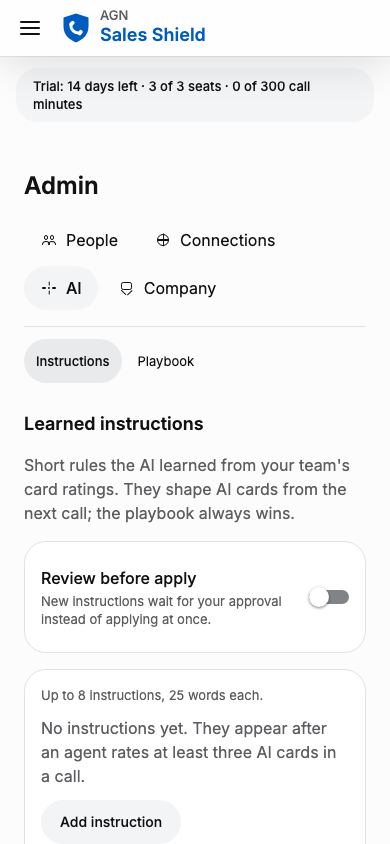 AGN
Sales Shield
Trial: 14 days left · 3 of 3 seats · 0 of 300 call
minutes
Admin
People
Connections
AI
Company
Instructions
Playbook
Learned instructions
Short rules the AI learned from your team's
card ratings. They shape AI cards from the
next call; the playbook always wins.
Review before apply
New instructions wait for your approval
instead of applying at once.
Up to 8 instructions, 25 words each.
No instructions yet. They appear after
an agent rates at least three AI cards in
a call.
Add instruction